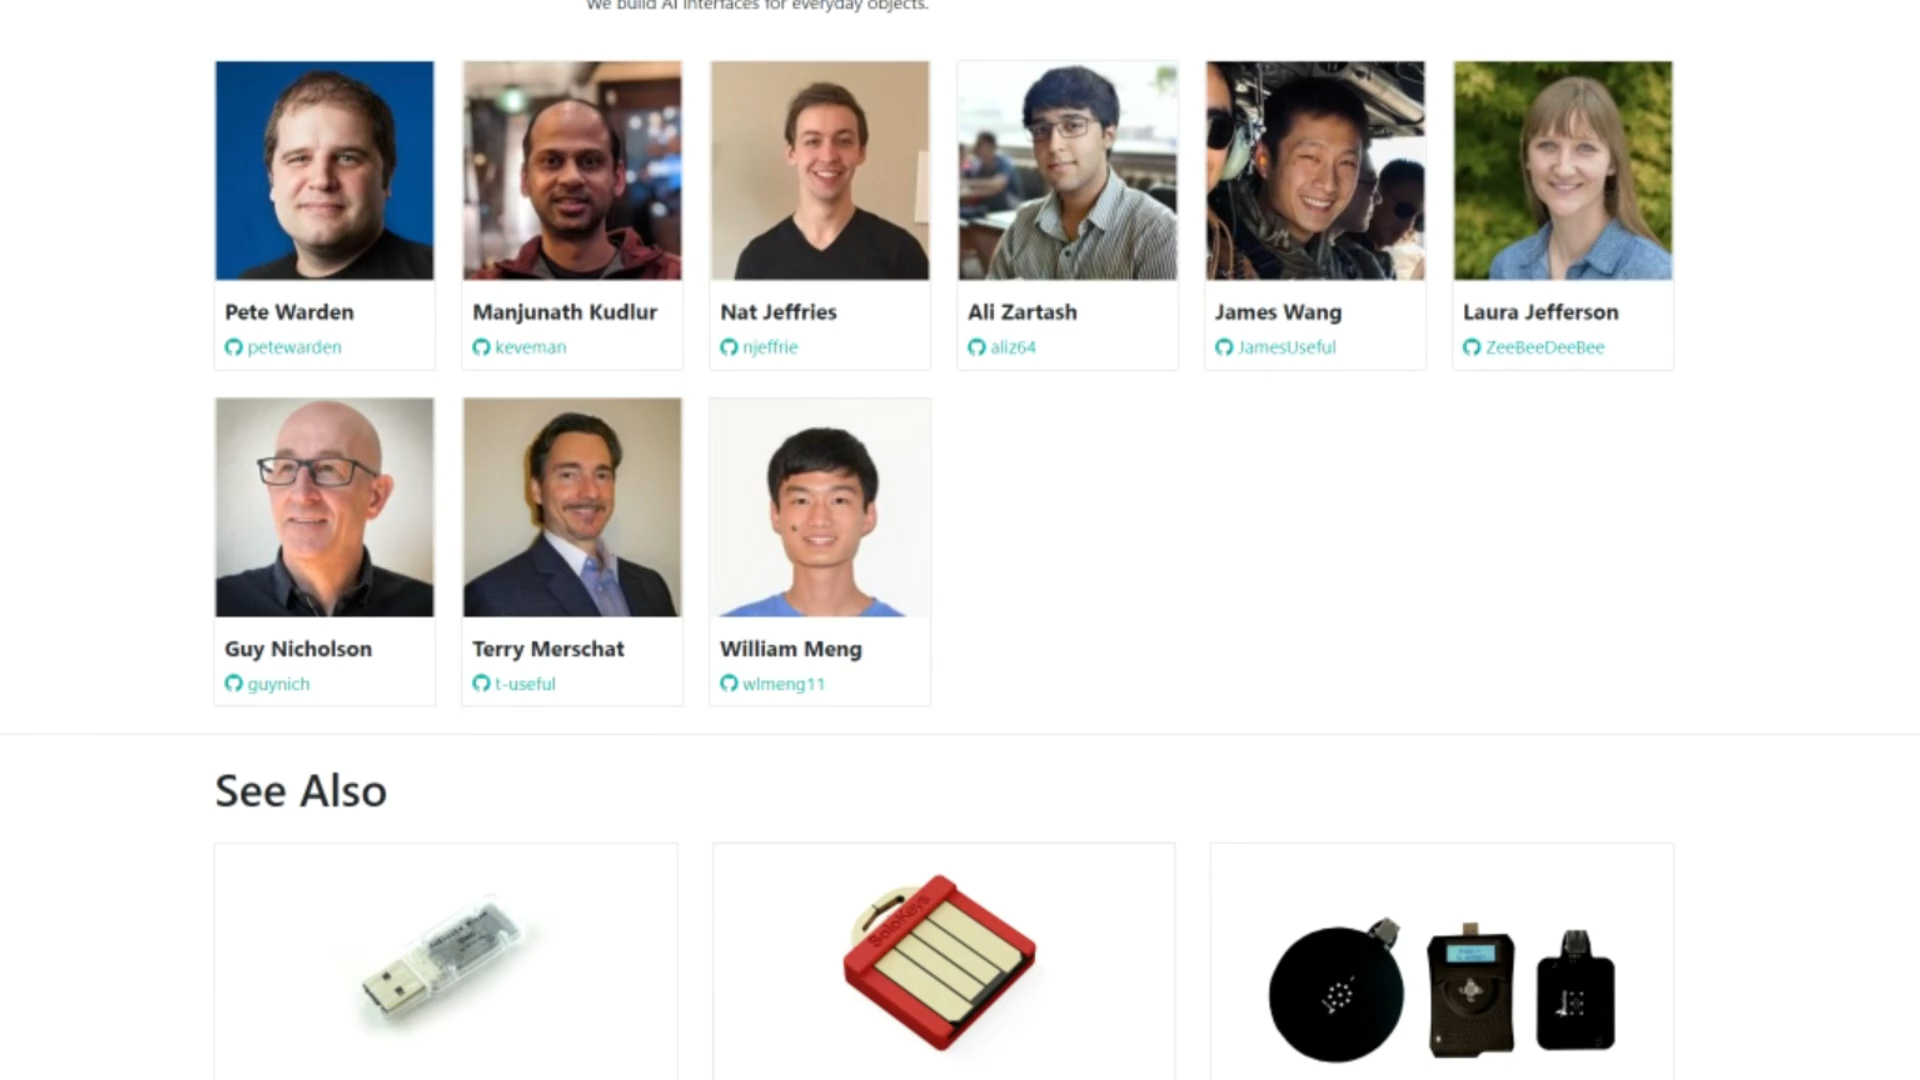 We build AI interfaces for everyday objects.
Pete Warden
petewarden
Manjunath Kudlur
keveman
Nat Jeffries
njeffrie
Ali Zartash
aliz64
James Wang
JamesUseful
Laura Jefferson
ZeeBeeDeeBee
Guy Nicholson
guynich
Terry Merschat
t-useful
William Meng
wlmeng11
See Also
SoloKeys